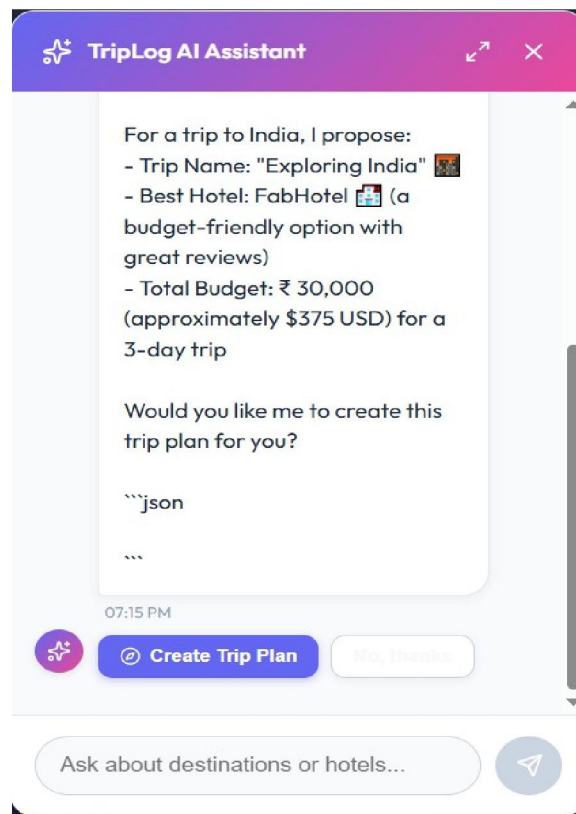 TripLog AI Assistant
For a trip to India, I propose:
- Trip Name: "Exploring India" 🌇
- Best Hotel: FabHotel 🏨 (a
budget-friendly option with
great reviews)
- Total Budget: ₹ 30,000
(approximately $375 USD) for a
3-day trip
Would you like me to create this
trip plan for you?
```json
```
07:15 PM
Create Trip Plan
No, thanks
Ask about destinations or hotels...